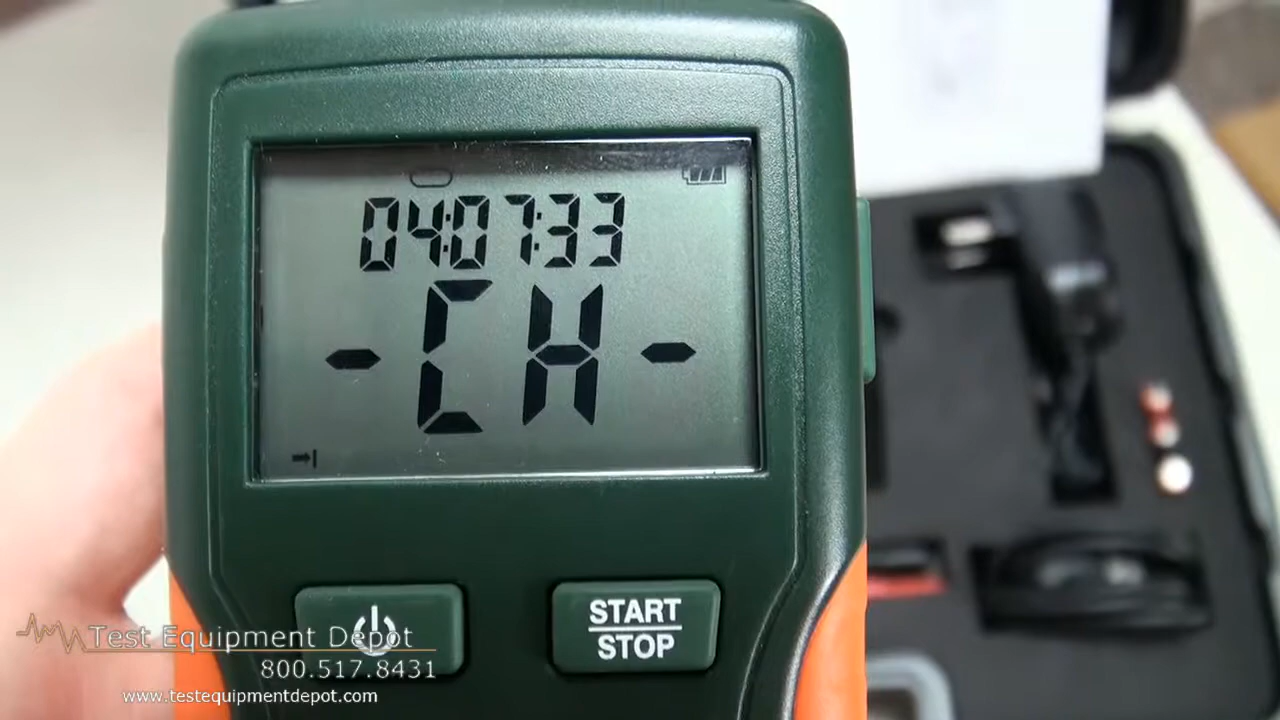 04:07:33
- CH -
START
STOP
Test Equipment Depot
800.517.8431
www.testequipmentdepot.com